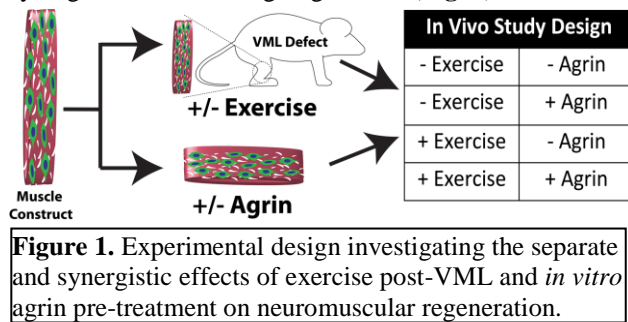 VML Defect
+/- Exercise
Muscle
Construct
+/- Agrin
In Vivo Study Design
- Exercise - Agrin
- Exercise + Agrin
+ Exercise - Agrin
+ Exercise + Agrin
Figure 1. Experimental design investigating the separate
and synergistic effects of exercise post-VML and in vitro
agrin pre-treatment on neuromuscular regeneration.